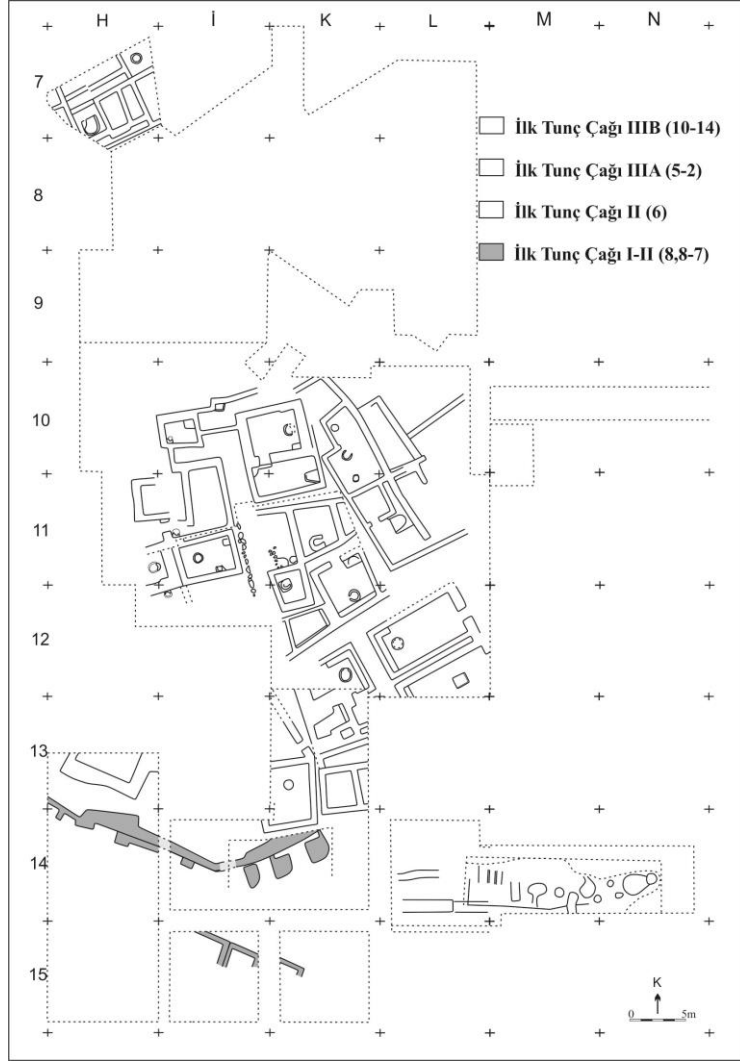 H İ K L M N
7
İlk Tunç Çağı IIIB (10-14)
İlk Tunç Çağı IIIA (5-2)
8
İlk Tunç Çağı II (6)
İlk Tunç Çağı I-II (8,8-7)
9
10
11
12
13
14
15
K
0 5m